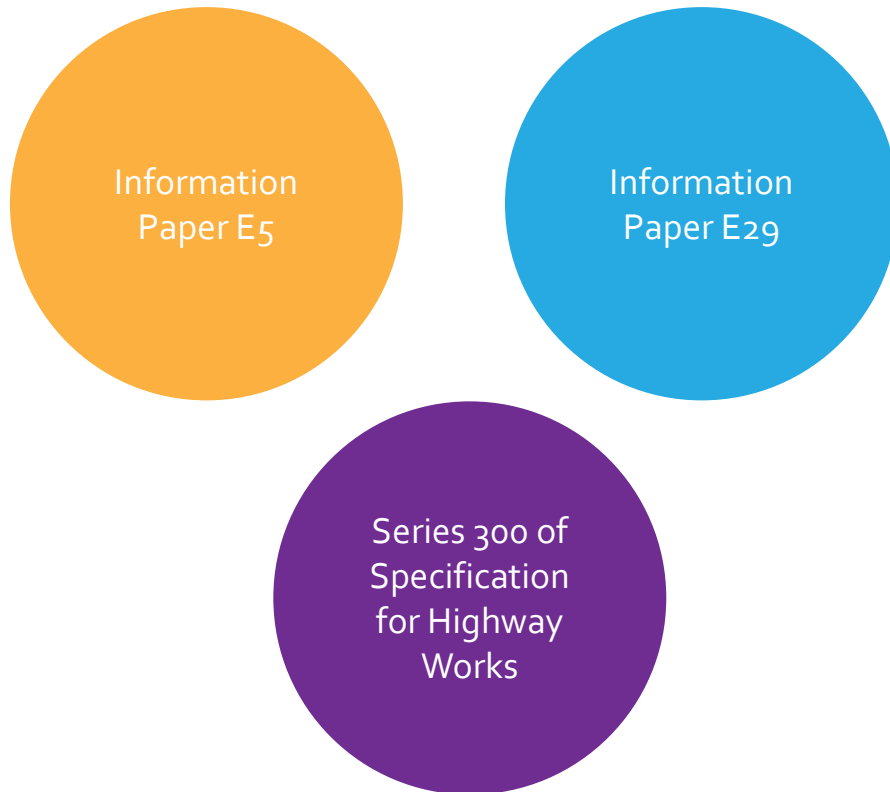 Information
Paper E5
Information
Paper E29
Series 300 of
Specification
for Highway
Works